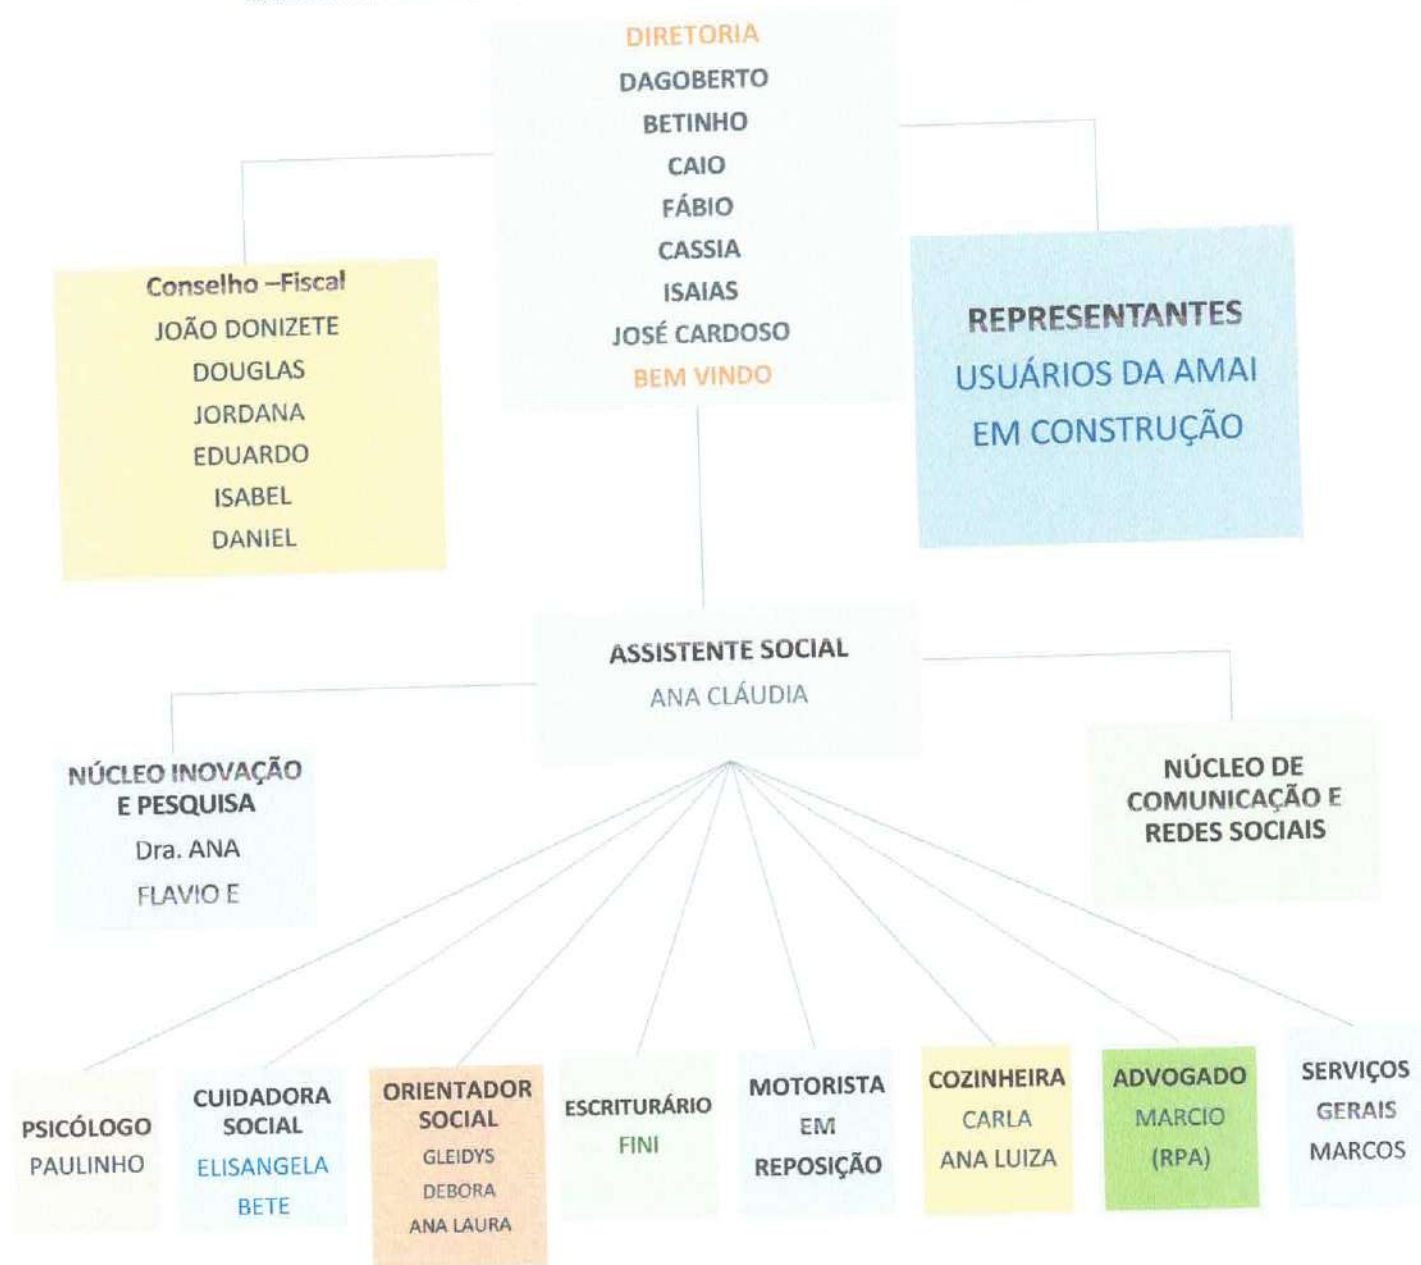 DIRETORIA
DAGOBERTO
BETINHO
CAIO
FÁBIO
CASSIA
ISAIAS
JOSÉ CARDOSO
BEM VINDO
Conselho –Fiscal
JOÃO DONIZETE
DOUGLAS
JORDANA
EDUARDO
ISABEL
DANIEL
REPRESENTANTES
USUÁRIOS DA AMAI
EM CONSTRUÇÃO
ASSISTENTE SOCIAL
ANA CLÁUDIA
NÚCLEO INOVAÇÃO
E PESQUISA
Dra. ANA
FLAVIO E
NÚCLEO DE
COMUNICAÇÃO E
REDES SOCIAIS
PSICÓLOGO
PAULINHO
CUIDADORA
SOCIAL
ELISANGELA
BETE
ORIENTADOR
SOCIAL
GLEIDYS
DEBORA
ANA LAURA
ESCRITURÁRIO
FINI
MOTORISTA
EM
REPOSIÇÃO
COZINHEIRA
CARLA
ANA LUIZA
ADVOGADO
MARCIO
(RPA)
SERVIÇOS
GERAIS
MARCOS